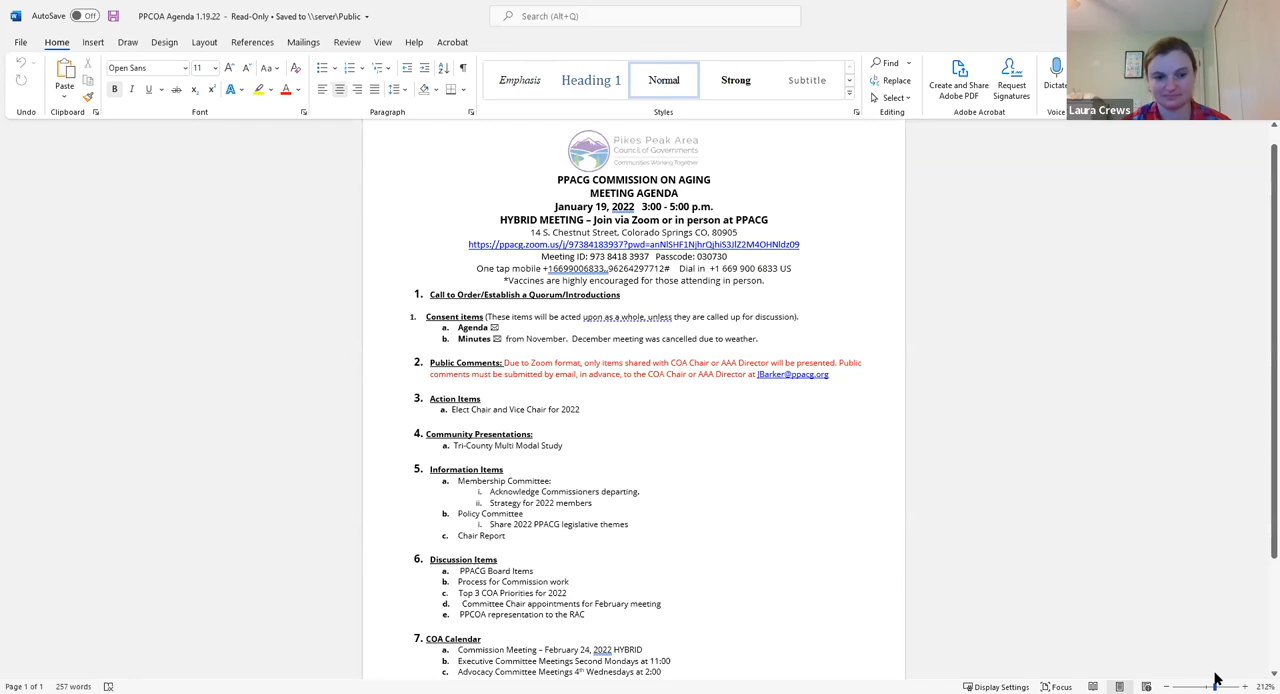 AutoSave Off PPCOA Agenda 1.19.22 - Read-Only • Saved to \\server\Public
Search (Alt+Q)
File Home Insert Draw Design Layout References Mailings Review View Help Acrobat
Open Sans 11
Paste
Emphasis Heading 1 Normal Strong Subtitle
Find
Replace
Select
Create and Share
Adobe PDF
Request
Signatures
Dictate
Undo Clipboard Font Paragraph Styles Editing Adobe Acrobat Voice
Laura Crews
Pikes Peak Area
Council of Governments
Communities Working Together
PPACG COMMISSION ON AGING
MEETING AGENDA
January 19, 2022 3:00 - 5:00 p.m.
HYBRID MEETING – Join via Zoom or in person at PPACG
14 S. Chestnut Street, Colorado Springs CO, 80905
https://ppacg.zoom.us/j/97384183937?pwd=anNlSHF1NjhrQjhiS3JlZ2M4OHNldz09
Meeting ID: 973 8418 3937 Passcode: 030730
One tap mobile +16699006833,,96264297712# Dial in +1 669 900 6833 US
*Vaccines are highly encouraged for those attending in person.
1. Call to Order/Establish a Quorum/Introductions
1. Consent items (These items will be acted upon as a whole, unless they are called up for discussion).
a. Agenda ✉
b. Minutes ✉ from November. December meeting was cancelled due to weather.
2. Public Comments: Due to Zoom format, only items shared with COA Chair or AAA Director will be presented. Public
comments must be submitted by email, in advance, to the COA Chair or AAA Director at JBarker@ppacg.org
3. Action Items
a. Elect Chair and Vice Chair for 2022
4. Community Presentations:
a. Tri-County Multi Modal Study
5. Information Items
a. Membership Committee:
i. Acknowledge Commissioners departing.
ii. Strategy for 2022 members
b. Policy Committee
i. Share 2022 PPACG legislative themes
c. Chair Report
6. Discussion Items
a. PPACG Board Items
b. Process for Commission work
c. Top 3 COA Priorities for 2022
d. Committee Chair appointments for February meeting
e. PPCOA representation to the RAC
7. COA Calendar
a. Commission Meeting – February 24, 2022 HYBRID
b. Executive Committee Meetings Second Mondays at 11:00
c. Advocacy Committee Meetings 4th Wednesdays at 2:00
Page 1 of 1 257 words Display Settings Focus 212%